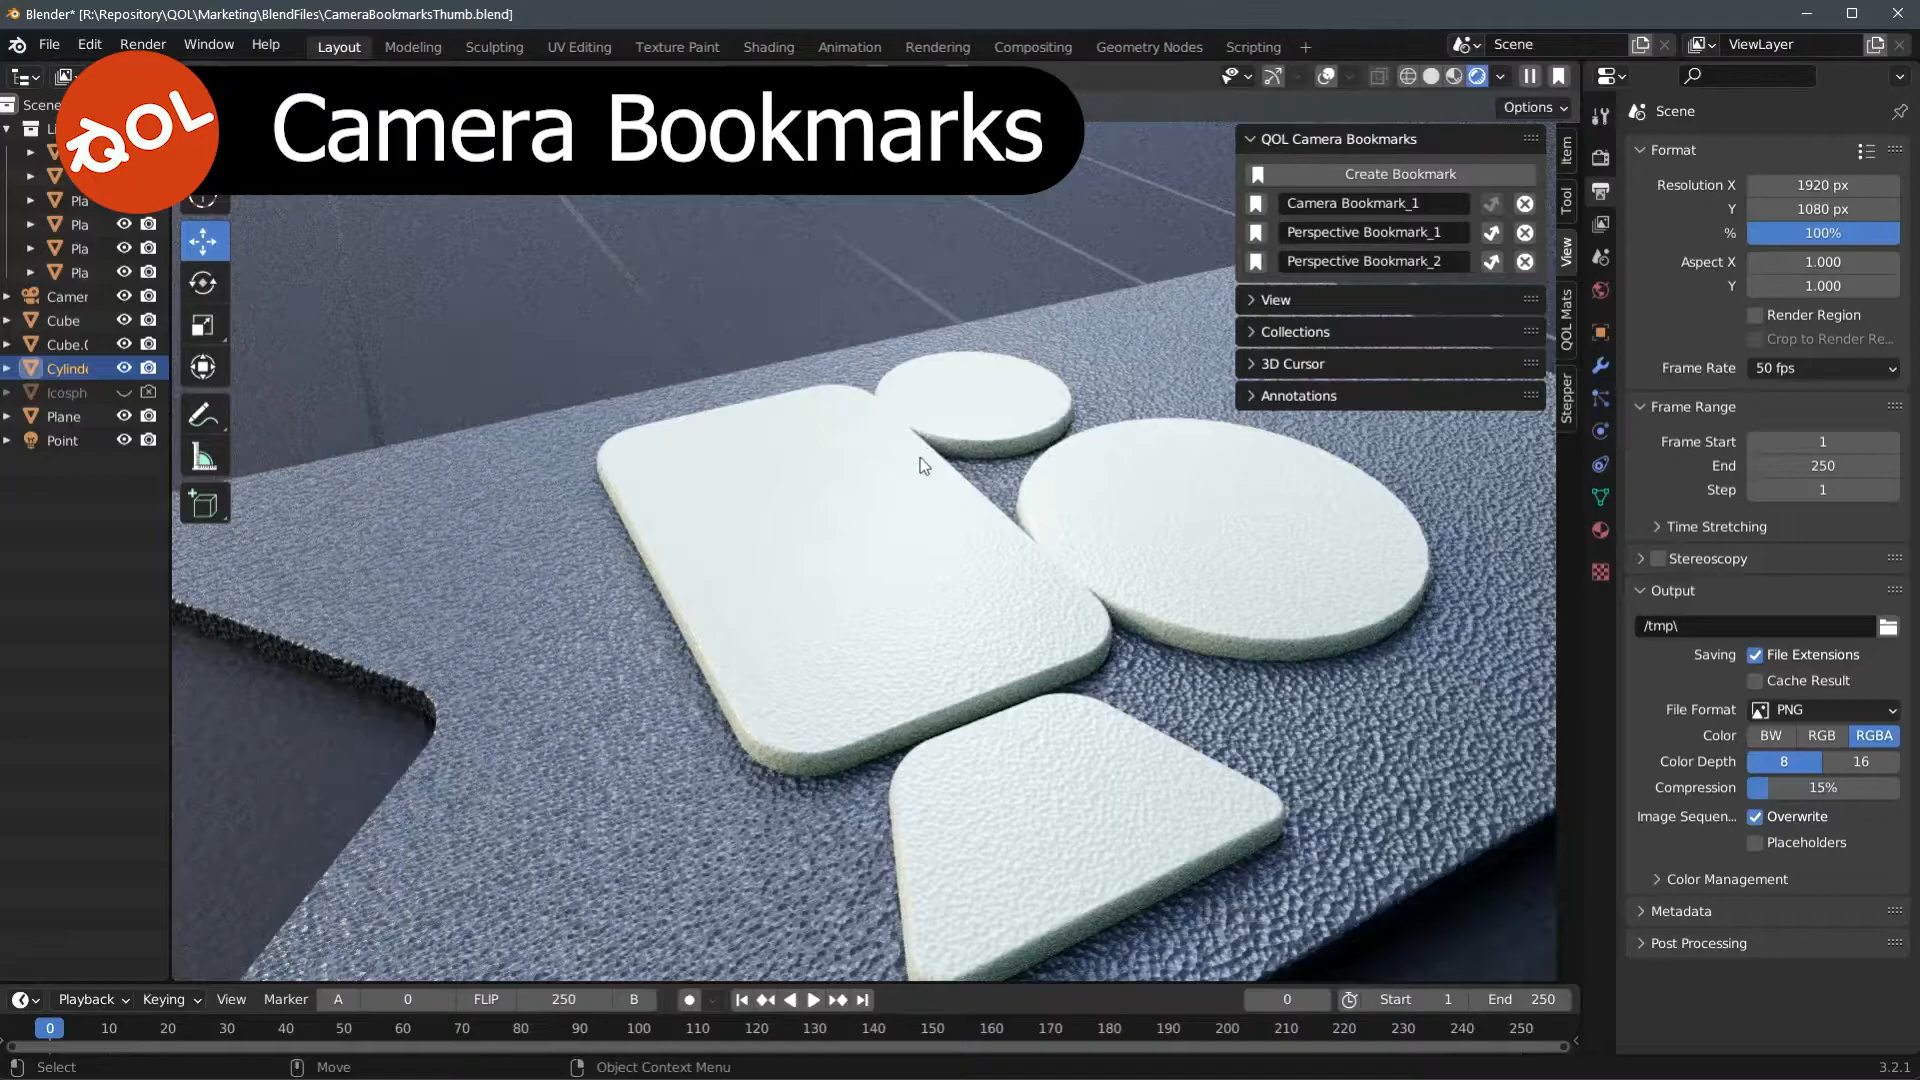 Blender* [R:\Repository\QOL\Marketing\BlendFiles\CameraBookmarksThumb.blend]
File Edit Render Window Help
Layout Modeling Sculpting UV Editing Texture Paint Shading Animation Rendering Compositing Geometry Nodes Scripting +
Scene
ViewLayer
QOL
Camera Bookmarks
Options
Scene
Pla
Pla
Pla
Pla
Camer
Cube
Cube.0
Cylinde
Icosph
Plane
Point
QOL Camera Bookmarks
Create Bookmark
Camera Bookmark_1
Perspective Bookmark_1
Perspective Bookmark_2
View
Collections
3D Cursor
Annotations
Item
Tool
View
QOL Mats
Stepper
Scene
Format
Resolution X 1920 px
Y 1080 px
% 100%
Aspect X 1.000
Y 1.000
Render Region
Crop to Render Re...
Frame Rate 50 fps
Frame Range
Frame Start 1
End 250
Step 1
Time Stretching
Stereoscopy
Output
/tmp\
Saving File Extensions
Cache Result
File Format PNG
Color BW RGB RGBA
Color Depth 8 16
Compression 15%
Image Sequen... Overwrite
Placeholders
Color Management
Metadata
Post Processing
Playback Keying View Marker A 0 FLIP 250 B 0 Start 1 End 250
0 10 20 30 40 50 60 70 80 90 100 110 120 130 140 150 160 170 180 190 200 210 220 230 240 250
Select Move Object Context Menu 3.2.1